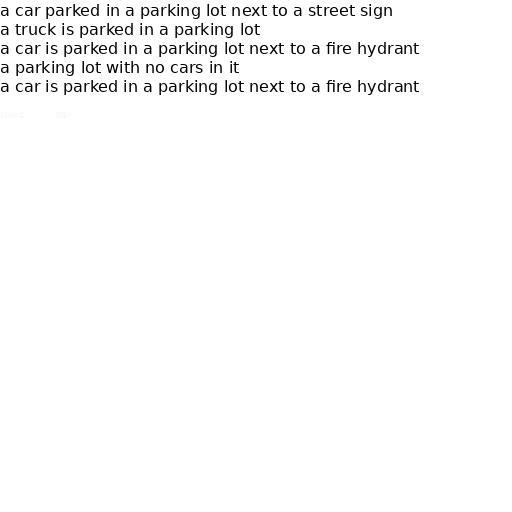 a car parked in a parking lot next to a street sign
a truck is parked in a parking lot
a car is parked in a parking lot next to a fire hydrant
a parking lot with no cars in it
a car is parked in a parking lot next to a fire hydrant